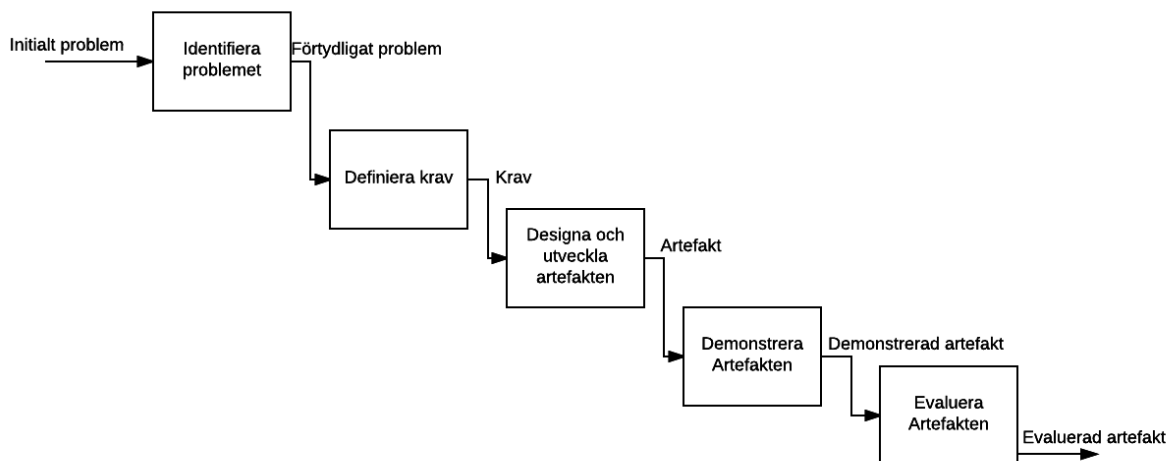 Initialt problem
Identifiera
problemet
Förtydligat problem
Definiera krav
Krav
Designa och
utveckla
artefakten
Artefakt
Demonstrera
Artefakten
Demonstrerad artefakt
Evaluera
Artefakten
Evaluerad artefakt